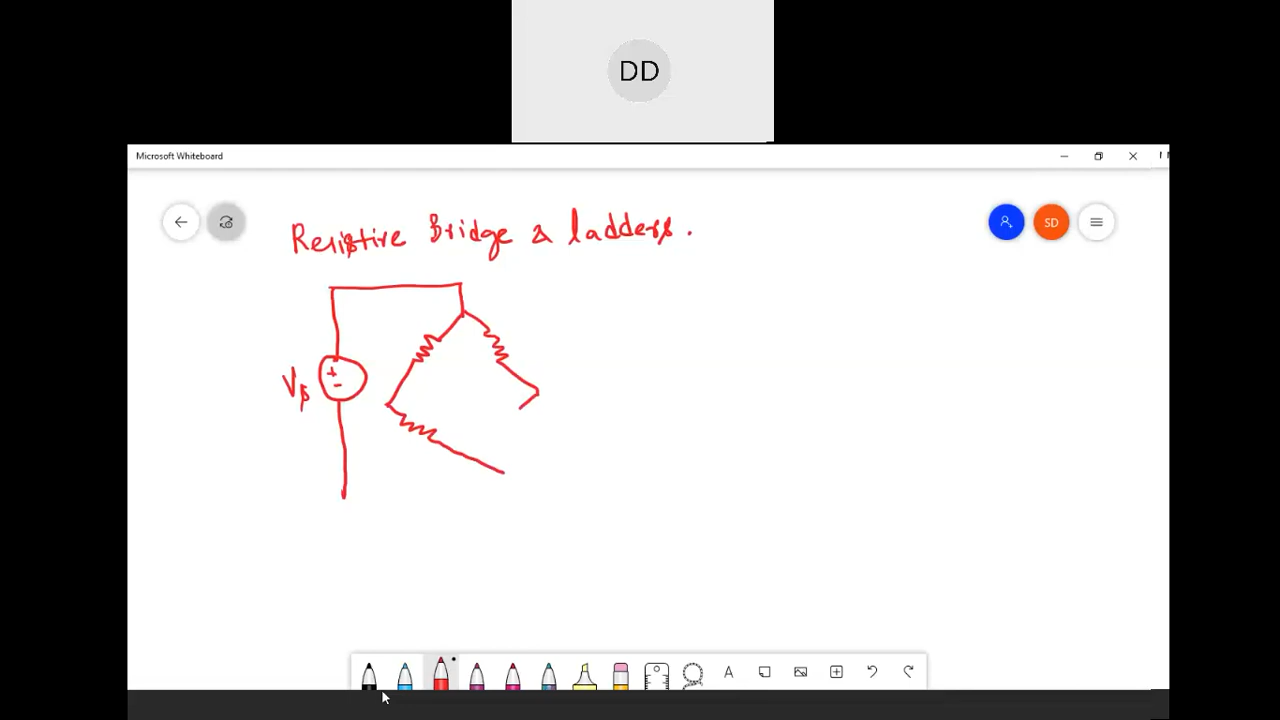 DD
Microsoft Whiteboard
SD
Resistive Bridge & ladders.
Vs
+
-
A